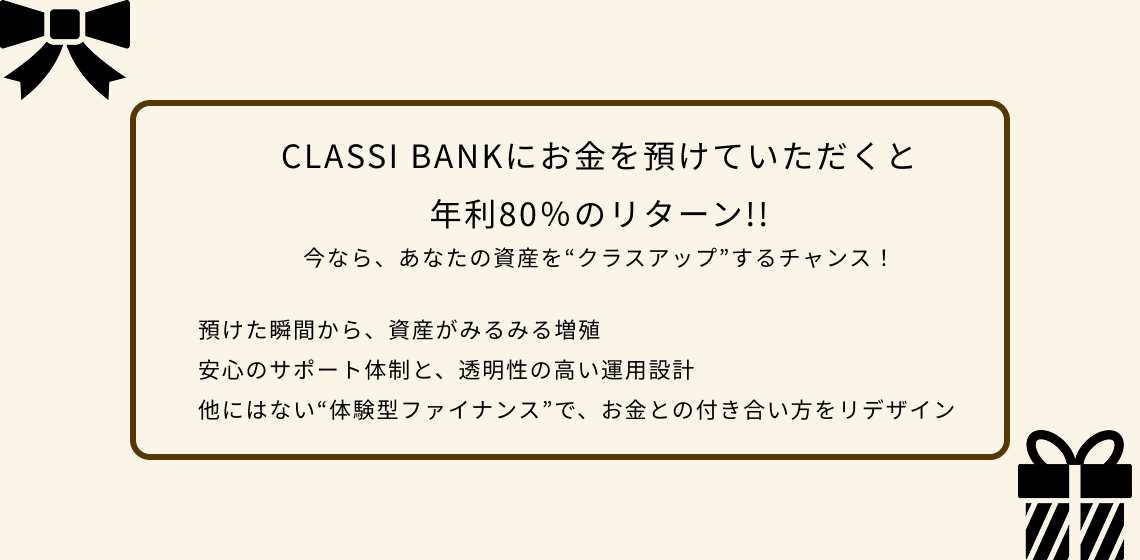 CLASSI BANKにお金を預けていただくと
年利80％のリターン!!
今なら、あなたの資産を“クラスアップ”するチャンス！
預けた瞬間から、資産がみるみる増殖
安心のサポート体制と、透明性の高い運用設計
他にはない“体験型ファイナンス”で、お金との付き合い方をリデザイン